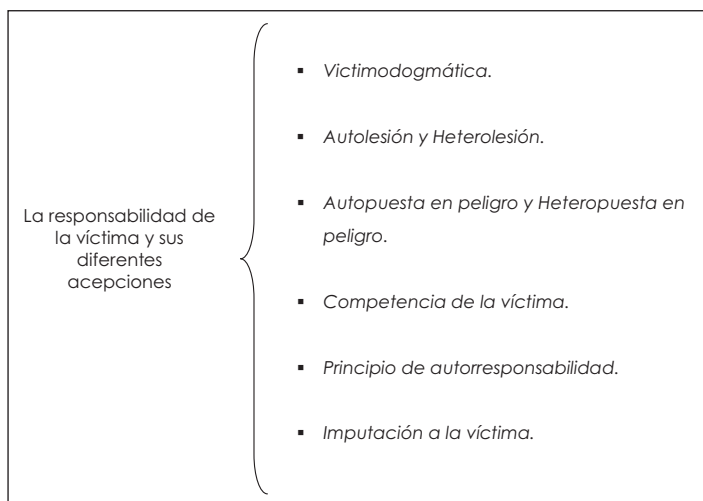 La responsabilidad de
la víctima y sus
diferentes
acepciones
▪ Victimodogmática.
▪ Autolesión y Heterolesión.
▪ Autopuesta en peligro y Heteropuesta en
peligro.
▪ Competencia de la víctima.
▪ Principio de autorresponsabilidad.
▪ Imputación a la víctima.